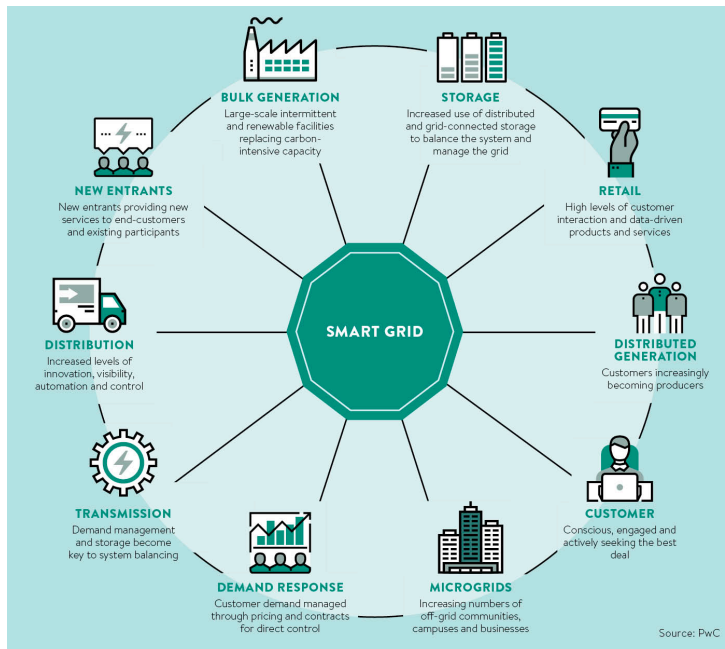 BULK GENERATION
Large-scale intermittent
and renewable facilities
replacing carbon-
intensive capacity
STORAGE
Increased use of distributed
and grid-connected storage
to balance the system and
manage the grid
NEW ENTRANTS
New entrants providing new
services to end-customers
and existing participants
RETAIL
High levels of customer
interaction and data-driven
products and services
SMART GRID
DISTRIBUTION
Increased levels of
innovation, visibility,
automation and control
DISTRIBUTED
GENERATION
Customers increasingly
becoming producers
TRANSMISSION
Demand management
and storage become
key to system balancing
CUSTOMER
Conscious, engaged and
actively seeking the best
deal
DEMAND RESPONSE
Customer demand managed
through pricing and contracts
for direct control
MICROGRIDS
Increasing numbers of
off-grid communities,
campuses and businesses
Source: PwC